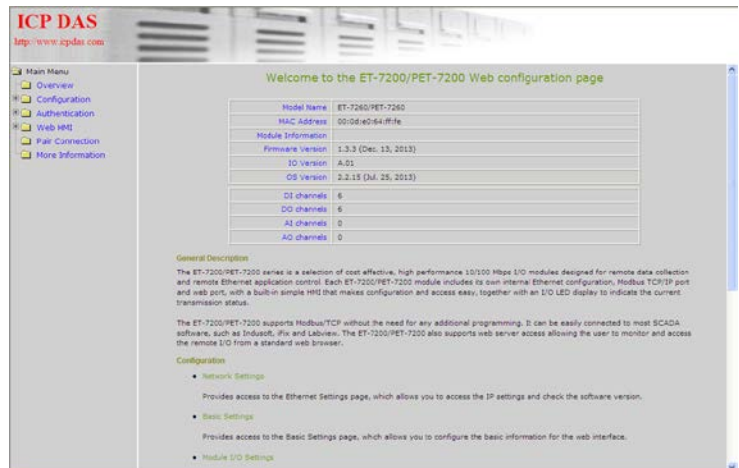 ICP DAS
http://www.icpdas.com
Main Menu
Overview
Configuration
Authentication
Web HMI
Pair Connection
More Information
Welcome to the ET-7200/PET-7200 Web configuration page
Model Name ET-7260/PET-7260
MAC Address 00:0d:e0:64:ff:fe
Module Information
Firmware Version 1.3.3 (Dec. 13, 2013)
IO Version A.01
OS Version 2.2.15 (Jul. 25, 2013)
DI channels 6
DO channels 6
AI channels 0
AO channels 0
General Description
The ET-7200/PET-7200 series is a selection of cost effective, high performance 10/100 Mbps I/O modules designed for remote data collection
and remote Ethernet application control. Each ET-7200/PET-7200 module includes its own internal Ethernet configuration, Modbus TCP/IP port
and web port, with a built-in simple HMI that makes configuration and access easy, together with an I/O LED display to indicate the current
transmission status.
The ET-7200/PET-7200 supports Modbus/TCP without the need for any additional programming. It can be easily connected to most SCADA
software, such as Indusoft, iFix and Labview. The ET-7200/PET-7200 also supports web server access allowing the user to monitor and access
the remote I/O from a standard web browser.
Configuration
Network Settings
Provides access to the Ethernet Settings page, which allows you to access the IP settings and check the software version.
Basic Settings
Provides access to the Basic Settings page, which allows you to configure the basic information for the web interface.
Module I/O Settings